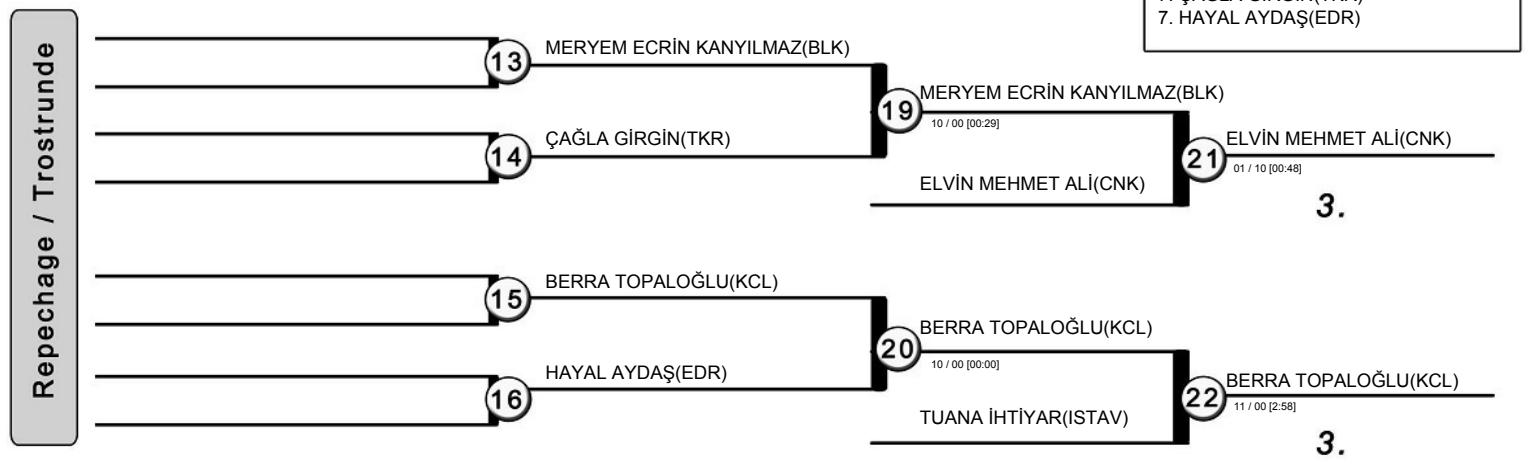 7. HAYAL AYDAŞ(EDR)
Repechage / Trostrunde
13
MERYEM ECRİN KANYILMAZ(BLK)
14
ÇAĞLA GİRGİN(TKR)
19
MERYEM ECRİN KANYILMAZ(BLK)
10 / 00 [00:29]
ELVİN MEHMET ALİ(CNK)
21
ELVİN MEHMET ALİ(CNK)
01 / 10 [00:48]
3.
15
BERRA TOPALOĞLU(KCL)
16
HAYAL AYDAŞ(EDR)
20
BERRA TOPALOĞLU(KCL)
10 / 00 [00:00]
TUANA İHTİYAR(ISTAV)
22
BERRA TOPALOĞLU(KCL)
11 / 00 [2:58]
3.